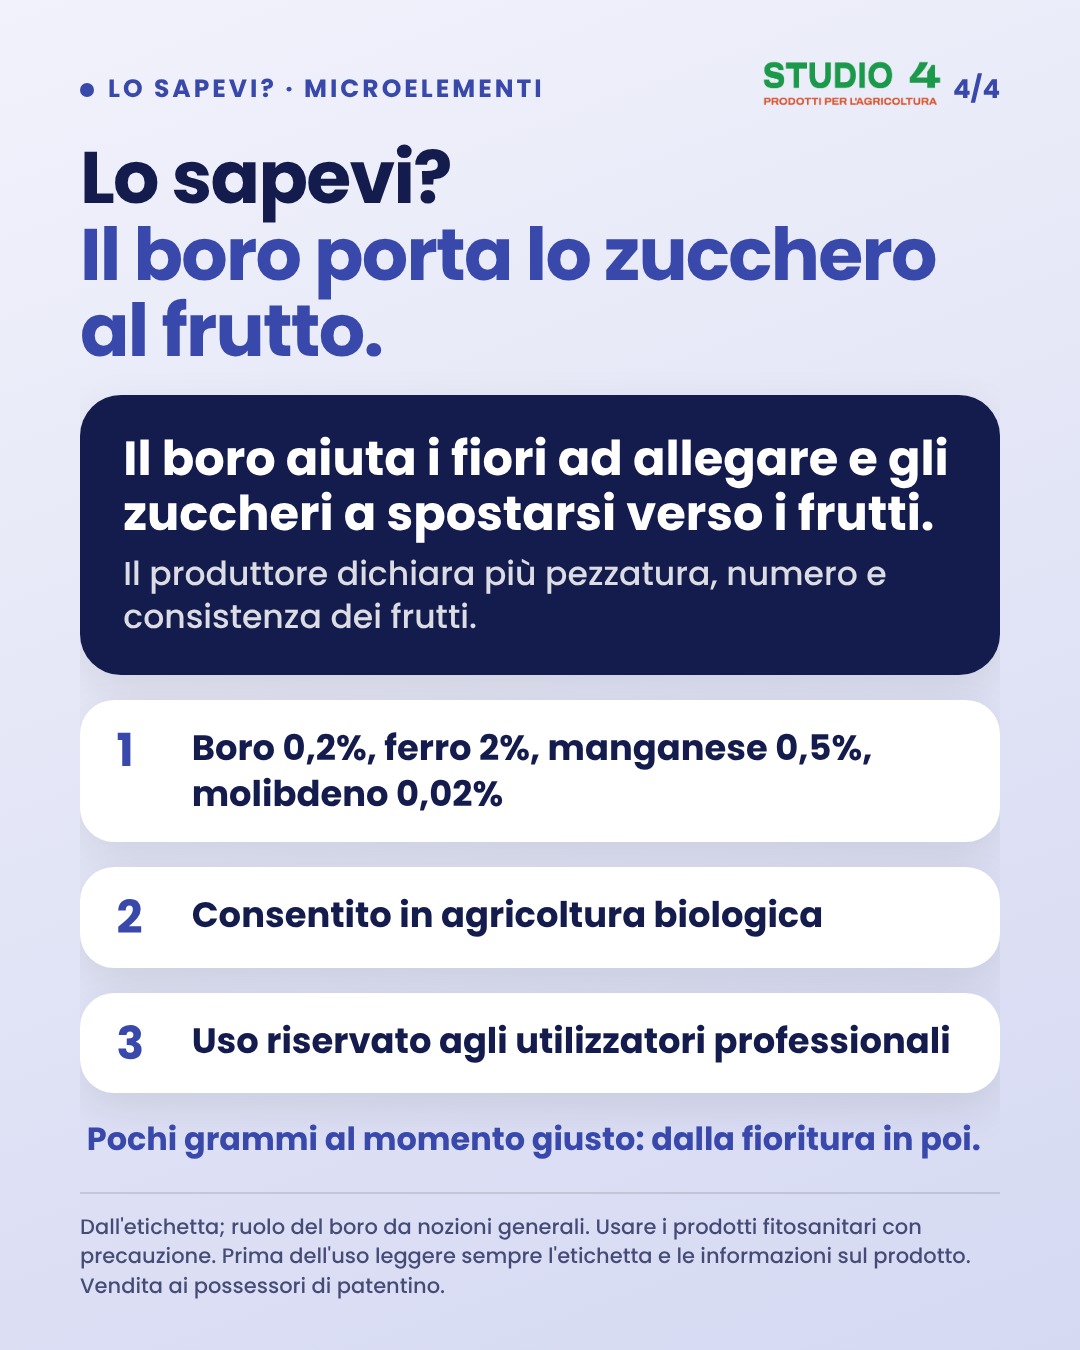 LO SAPEVI? · MICROELEMENTI
STUDIO 4
PRODOTTI PER L'AGRICOLTURA
4/4
Lo sapevi?
Il boro porta lo zucchero
al frutto.
Il boro aiuta i fiori ad allegare e gli
zuccheri a spostarsi verso i frutti.
Il produttore dichiara più pezzatura, numero e
consistenza dei frutti.
1
Boro 0,2%, ferro 2%, manganese 0,5%,
molibdeno 0,02%
2
Consentito in agricoltura biologica
3
Uso riservato agli utilizzatori professionali
Pochi grammi al momento giusto: dalla fioritura in poi.
Dall'etichetta; ruolo del boro da nozioni generali. Usare i prodotti fitosanitari con
precauzione. Prima dell'uso leggere sempre l'etichetta e le informazioni sul prodotto.
Vendita ai possessori di patentino.